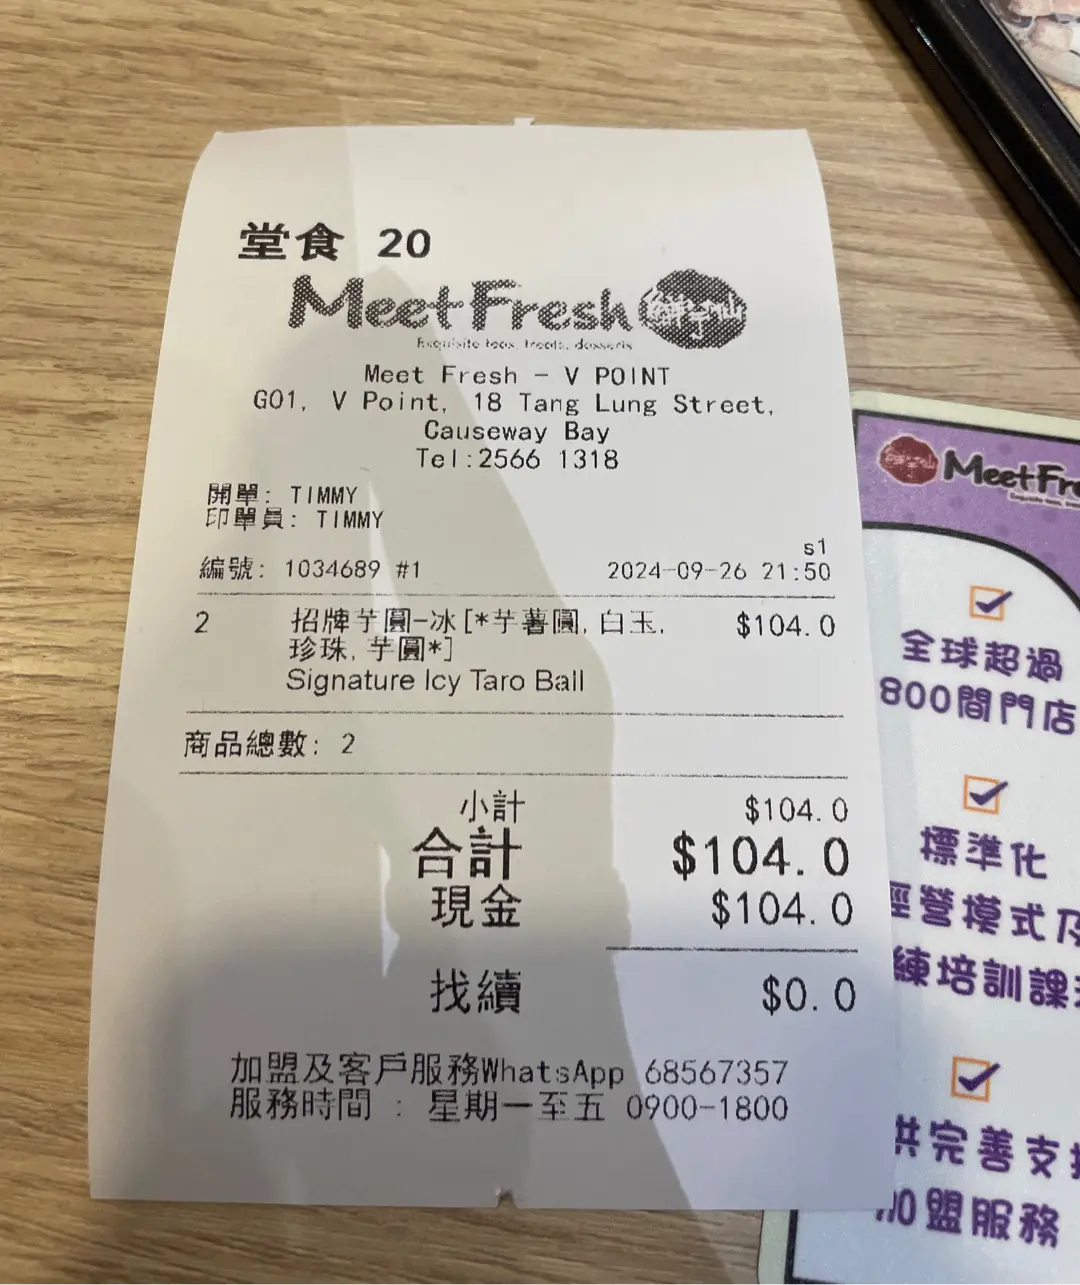 堂食 20
Meet Fresh 鮮芋仙
Exquisite teas, treats, desserts
Meet Fresh - V POINT
G01, V Point, 18 Tang Lung Street,
Causeway Bay
Tel:2566 1318
開單: TIMMY
印單員: TIMMY
s1
編號: 1034689 #1 2024-09-26 21:50
2 招牌芋圓-冰[*芋薯圓, 白玉, $104.0
珍珠, 芋圓*]
Signature Icy Taro Ball
商品總數: 2
小計 $104.0
合計 $104.0
現金 $104.0
找續 $0.0
加盟及客戶服務WhatsApp 68567357
服務時間 : 星期一至五 0900-1800
鮮芋仙 MeetFre
全球超過
800間門店
標準化
經營模式及
練培訓課
供完善支
加盟服務